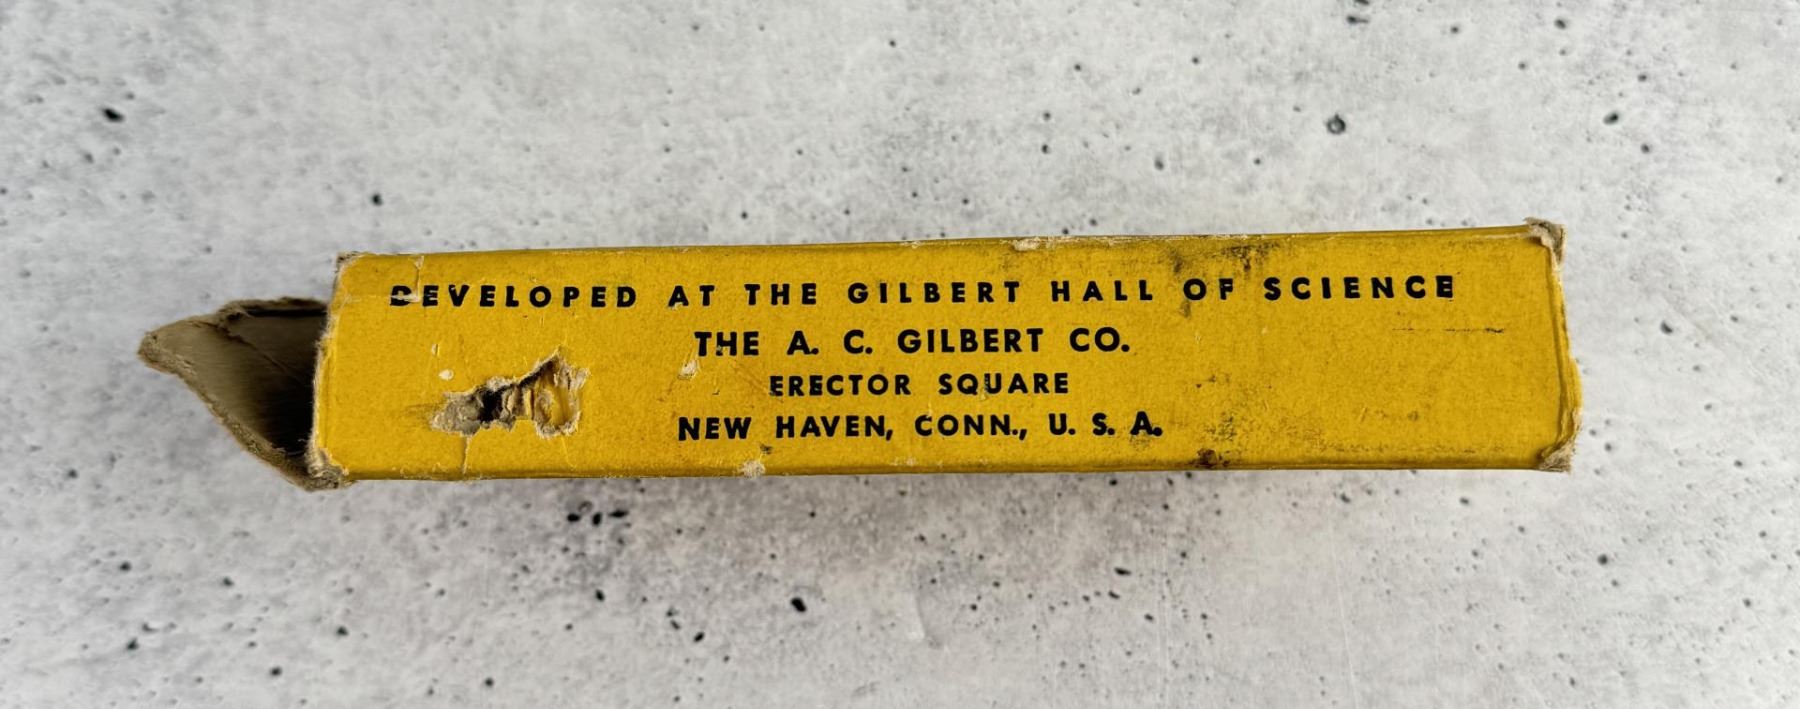 DEVELOPED AT THE GILBERT HALL OF SCIENCE
THE A. C. GILBERT CO.
ERECTOR SQUARE
NEW HAVEN, CONN., U. S. A.